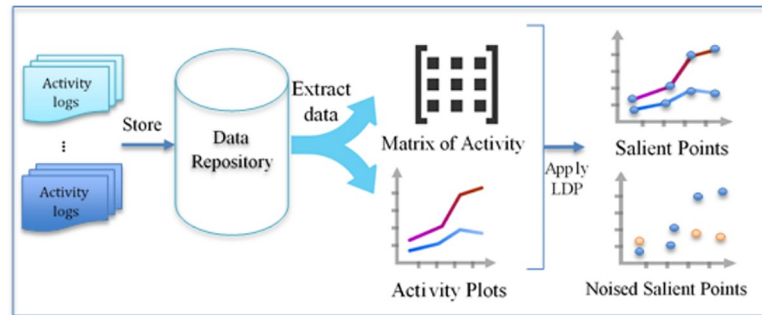 Activity
logs
...
Activity
logs
Store
Data
Repository
Extract
data
Matrix of Activity
Activity Plots
Apply
LDP
Salient Points
Noised Salient Points